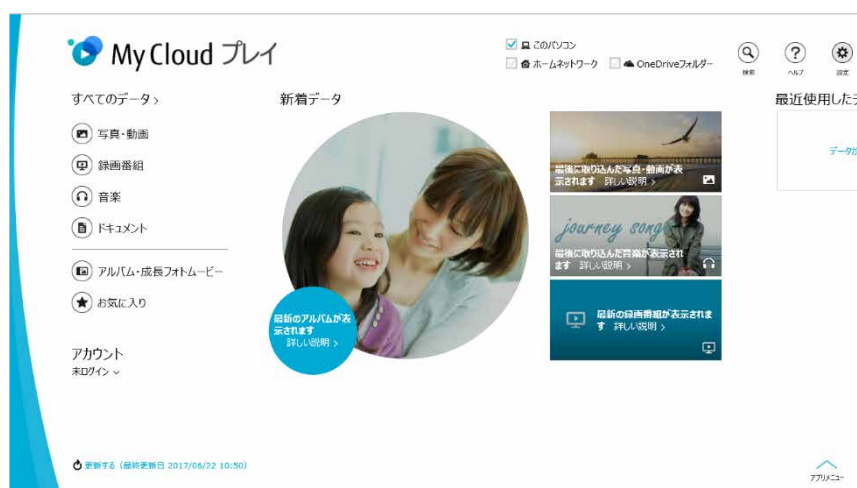 My Cloud プレイ
このパソコン
ホームネットワーク OneDriveフォルダー
検索 ヘルプ 設定
すべてのデータ >
写真・動画
録画番組
音楽
ドキュメント
アルバム・成長フォトムービー
お気に入り
アカウント
未ログイン
新着データ
最新のアルバムが表
示されます
詳しい説明 >
最後に取り込んだ写真・動画が表
示されます 詳しい説明 >
journey song
最後に取り込んだ音楽が表示され
ます 詳しい説明 >
最新の録画番組が表示されま
す 詳しい説明 >
最近使用したデ
データが
更新する (最終更新日 2017/06/22 10:50)
アプリメニュー